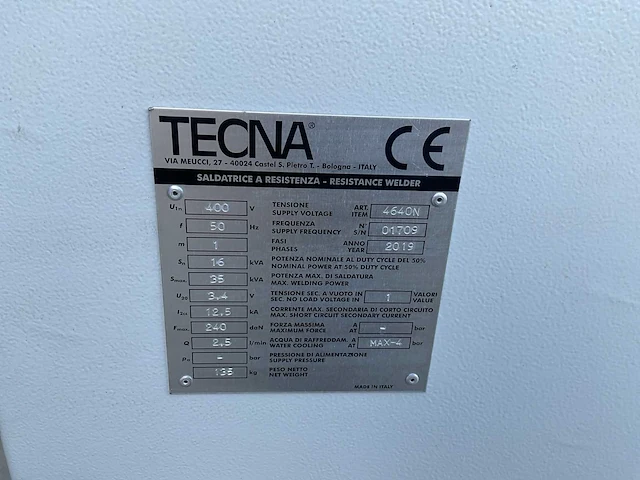 TECNA® CE
VIA MEUCCI, 27 - 40024 Castel S. Pietro T. - Bologna - ITALY
SALDATRICE A RESISTENZA - RESISTANCE WELDER
U1n 400 V TENSIONE SUPPLY VOLTAGE ART. ITEM 4640N
f 50 Hz FREQUENZA SUPPLY FREQUENCY N° S/N 01709
m 1 FASI PHASES ANNO YEAR 2019
Sn 16 kVA POTENZA NOMINALE AL DUTY CYCLE DEL 50% NOMINAL POWER AT 50% DUTY CYCLE
Smax 35 kVA POTENZA MAX. DI SALDATURA MAX. WELDING POWER
U20 3.4 V TENSIONE SEC. A VUOTO IN SEC. NO LOAD VOLTAGE IN 1 VALORI VALUE
I2cc 12.5 kA CORRENTE MAX. SECONDARIA DI CORTO CIRCUITO MAX. SHORT CIRCUIT SECONDARY CURRENT
Fmax 240 daN FORZA MASSIMA MAXIMUM FORCE A AT - bar
Q 2.5 l/min ACQUA DI RAFFREDDAM. WATER COOLING A AT MAX-4 bar
- bar PRESSIONE DI ALIMENTAZIONE SUPPLY PRESSURE
135 kg PESO NETTO NET WEIGHT
MADE IN ITALY